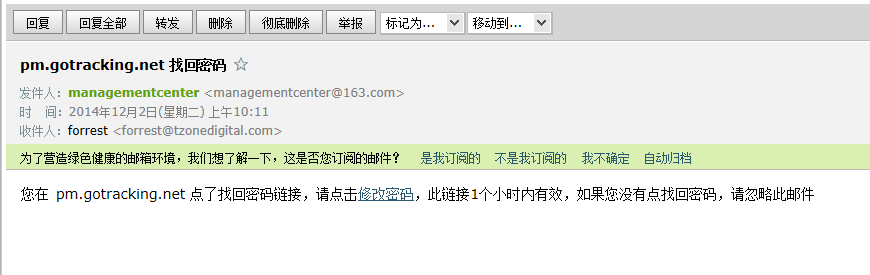 回复 回复全部 转发 删除 彻底删除 举报 标记为... 移动到...
pm.gotracking.net 找回密码 ☆
发件人：managementcenter <managementcenter@163.com>
时 间：2014年12月2日(星期二) 上午10:11
收件人：forrest <forrest@tzonedigital.com>
为了营造绿色健康的邮箱环境，我们想了解一下，这是否您订阅的邮件？ 是我订阅的 不是我订阅的 我不确定 自动归档
您在 pm.gotracking.net 点了找回密码链接，请点击修改密码，此链接1个小时内有效，如果您没有点找回密码，请忽略此邮件